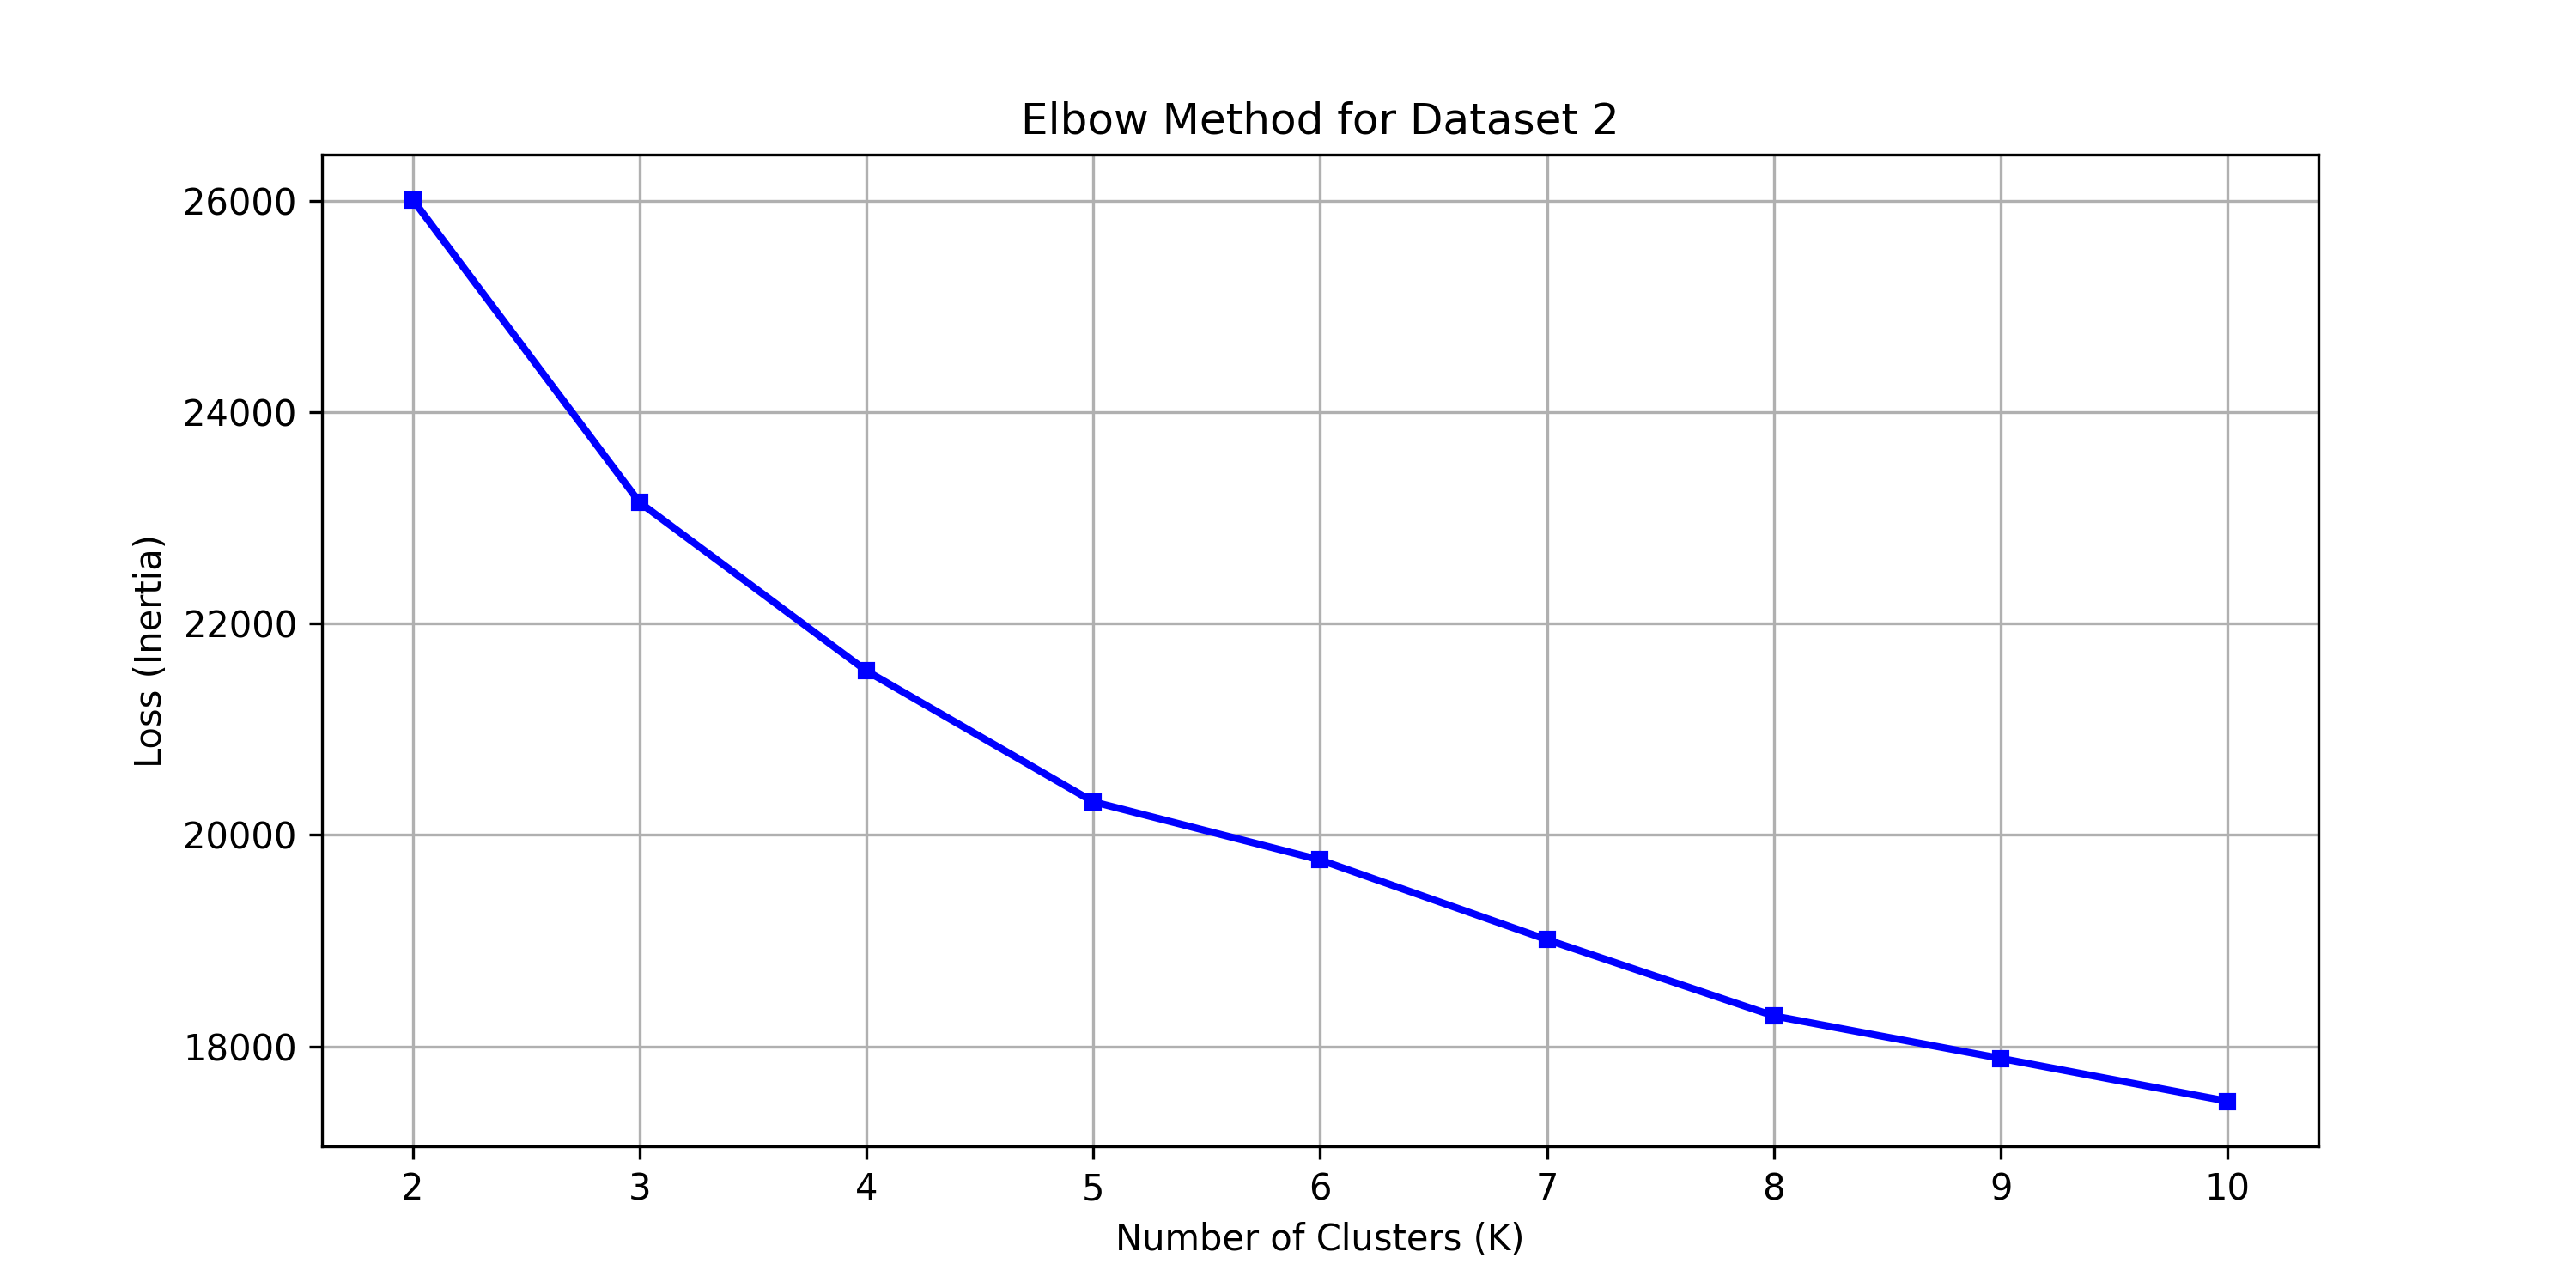 Elbow Method for Dataset 2
26000
24000
22000
20000
18000
Loss (Inertia)
2 3 4 5 6 7 8 9 10
Number of Clusters (K)